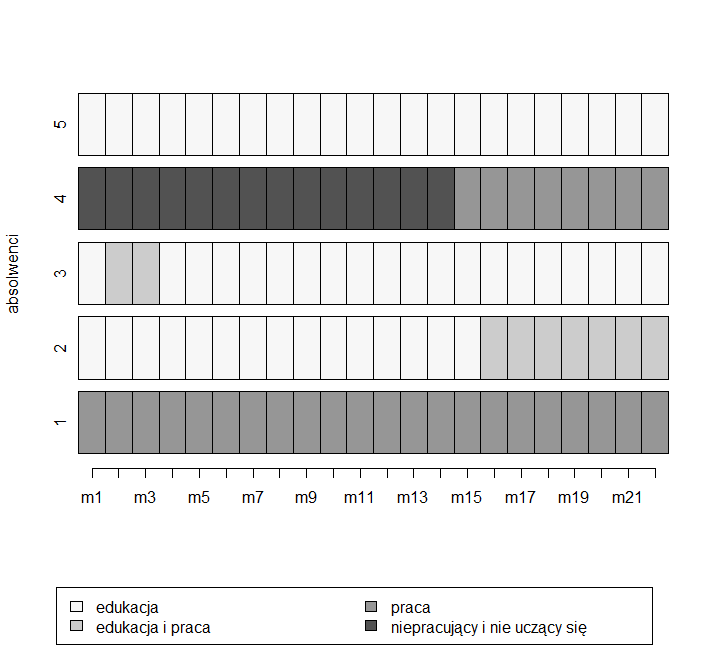 absolwenci
5
4
3
2
1
m1 m3 m5 m7 m9 m11 m13 m15 m17 m19 m21
edukacja praca
edukacja i praca niepracujący i nie uczący się